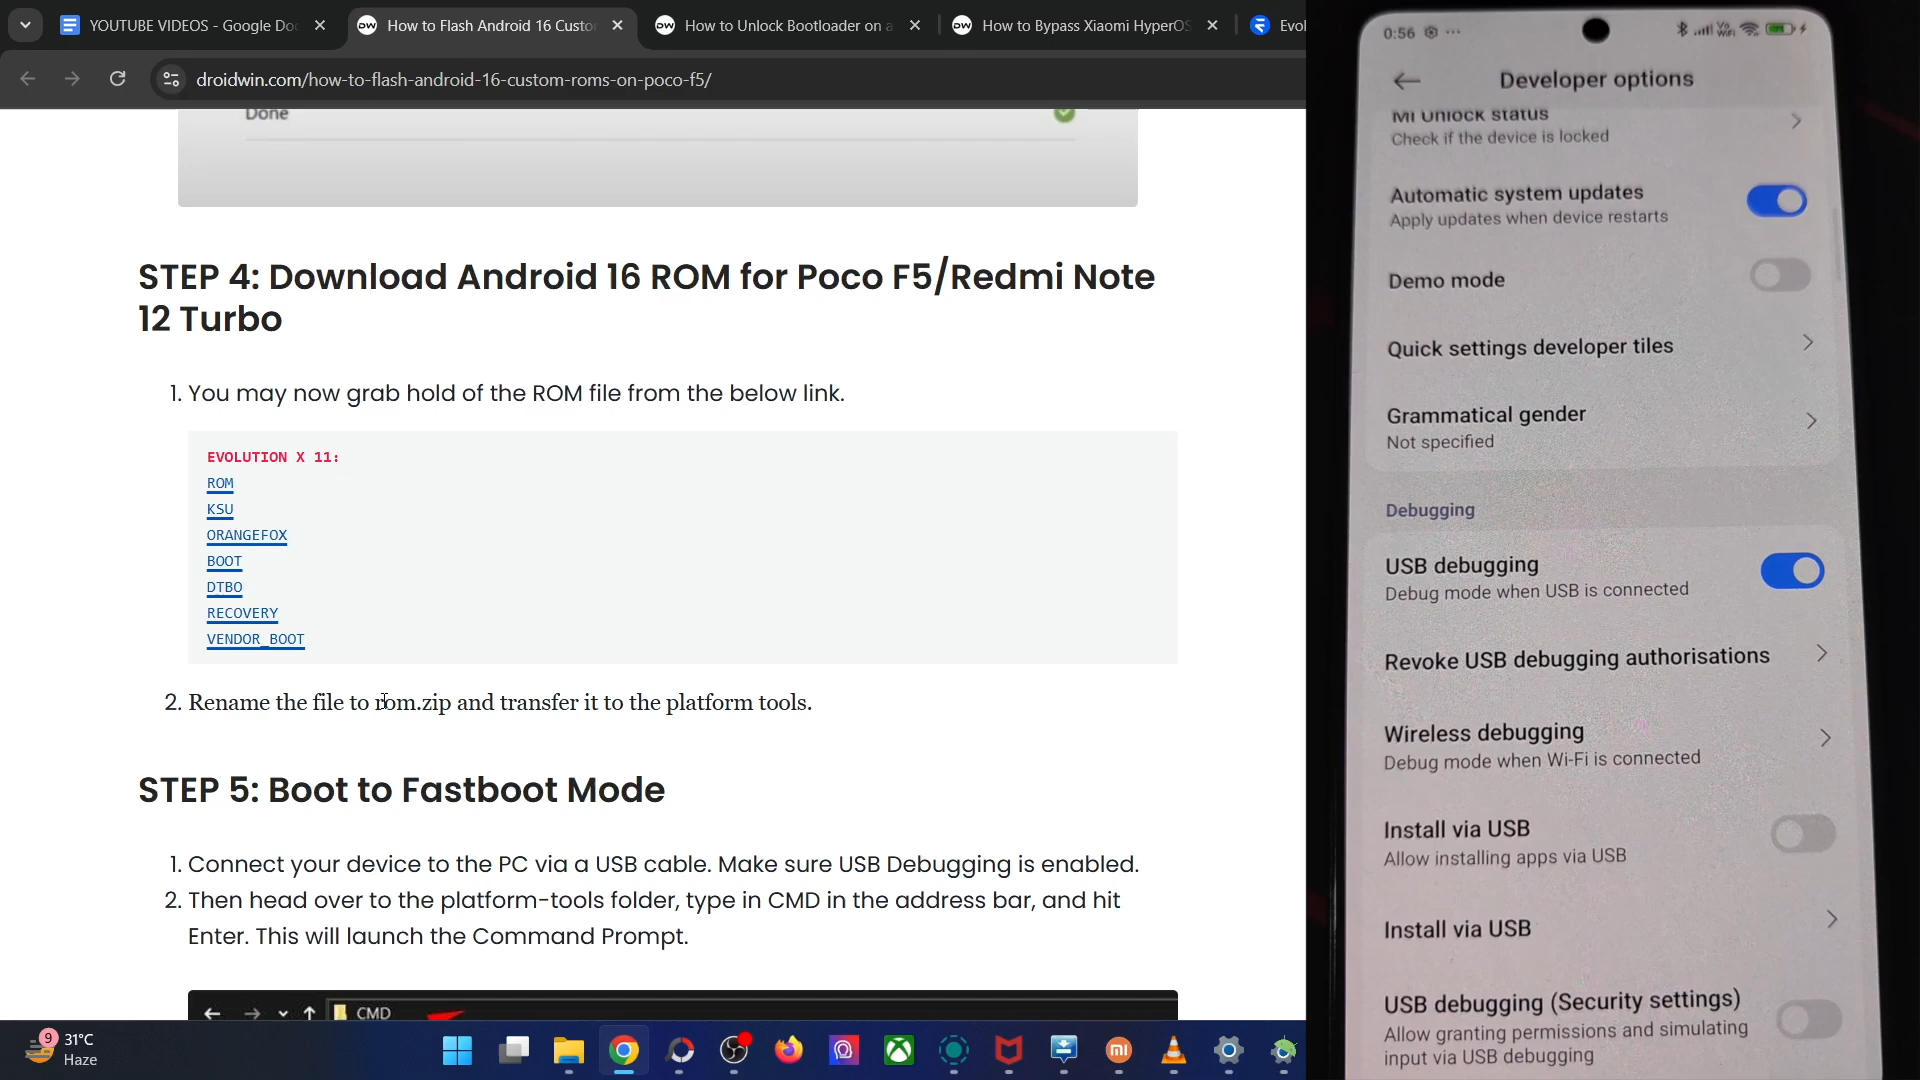 YOUTUBE VIDEOS - Google Do
How to Flash Android 16 Custo
How to Unlock Bootloader on a
How to Bypass Xiaomi HyperOS
Evol
droidwin.com/how-to-flash-android-16-custom-roms-on-poco-f5/
Done
STEP 4: Download Android 16 ROM for Poco F5/Redmi Note
12 Turbo
1. You may now grab hold of the ROM file from the below link.
EVOLUTION X 11:
ROM
KSU
ORANGEFOX
BOOT
DTBO
RECOVERY
VENDOR_BOOT
2. Rename the file to rom.zip and transfer it to the platform tools.
STEP 5: Boot to Fastboot Mode
1. Connect your device to the PC via a USB cable. Make sure USB Debugging is enabled.
2. Then head over to the platform-tools folder, type in CMD in the address bar, and hit
Enter. This will launch the Command Prompt.
CMD
9
31°C
Haze
0:56
Vo
WiFi
Developer options
Mi Unlock status
Check if the device is locked
Automatic system updates
Apply updates when device restarts
Demo mode
Quick settings developer tiles
Grammatical gender
Not specified
Debugging
USB debugging
Debug mode when USB is connected
Revoke USB debugging authorisations
Wireless debugging
Debug mode when Wi-Fi is connected
Install via USB
Allow installing apps via USB
Install via USB
USB debugging (Security settings)
Allow granting permissions and simulating
input via USB debugging